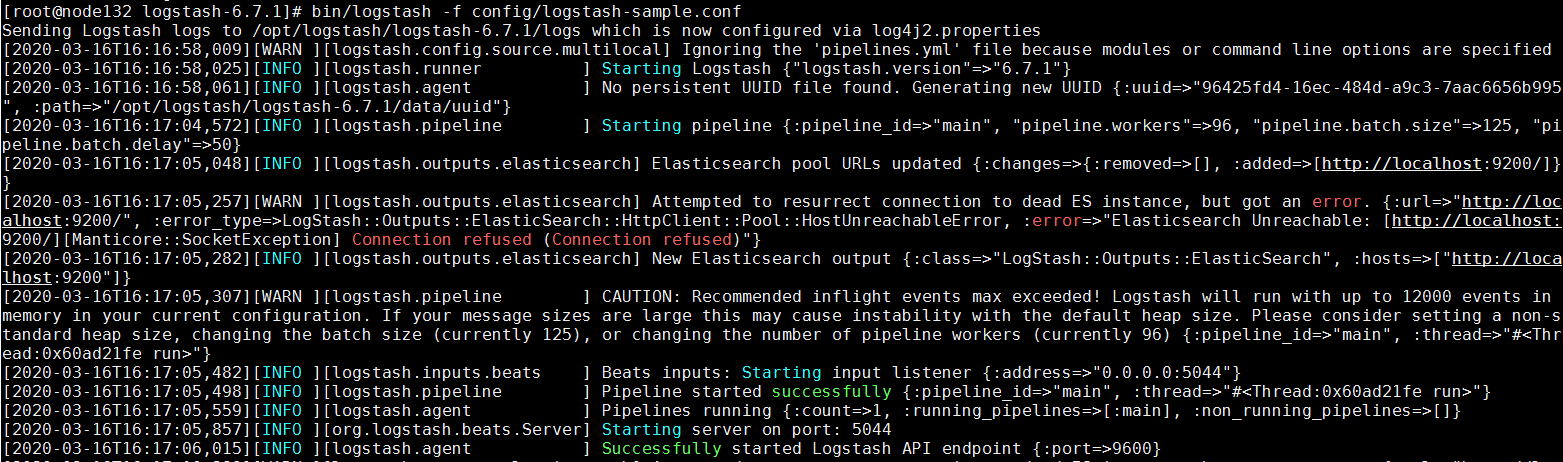 [root@node132 logstash-6.7.1]# bin/logstash -f config/logstash-sample.conf
Sending Logstash logs to /opt/logstash/logstash-6.7.1/logs which is now configured via log4j2.properties
[2020-03-16T16:16:58,009][WARN ][logstash.config.source.multilocal] Ignoring the 'pipelines.yml' file because modules or command line options are specified
[2020-03-16T16:16:58,025][INFO ][logstash.runner          ] Starting Logstash {"logstash.version"=>"6.7.1"}
[2020-03-16T16:16:58,061][INFO ][logstash.agent           ] No persistent UUID file found. Generating new UUID {:uuid=>"96425fd4-16ec-484d-a9c3-7aac6656b995
", :path=>"/opt/logstash/logstash-6.7.1/data/uuid"}
[2020-03-16T16:17:04,572][INFO ][logstash.pipeline        ] Starting pipeline {:pipeline_id=>"main", "pipeline.workers"=>96, "pipeline.batch.size"=>125, "pi
peline.batch.delay"=>50}
[2020-03-16T16:17:05,048][INFO ][logstash.outputs.elasticsearch] Elasticsearch pool URLs updated {:changes=>{:removed=>[], :added=>[http://localhost:9200/]}
}
[2020-03-16T16:17:05,257][WARN ][logstash.outputs.elasticsearch] Attempted to resurrect connection to dead ES instance, but got an error. {:url=>"http://loc
alhost:9200/", :error_type=>LogStash::Outputs::ElasticSearch::HttpClient::Pool::HostUnreachableError, :error=>"Elasticsearch Unreachable: [http://localhost:
9200/][Manticore::SocketException] Connection refused (Connection refused)"}
[2020-03-16T16:17:05,282][INFO ][logstash.outputs.elasticsearch] New Elasticsearch output {:class=>"LogStash::Outputs::ElasticSearch", :hosts=>["http://loca
lhost:9200"]}
[2020-03-16T16:17:05,307][WARN ][logstash.pipeline        ] CAUTION: Recommended inflight events max exceeded! Logstash will run with up to 12000 events in
memory in your current configuration. If your message sizes are large this may cause instability with the default heap size. Please consider setting a non-s
tandard heap size, changing the batch size (currently 125), or changing the number of pipeline workers (currently 96) {:pipeline_id=>"main", :thread=>"#<Thr
ead:0x60ad21fe run>"}
[2020-03-16T16:17:05,482][INFO ][logstash.inputs.beats    ] Beats inputs: Starting input listener {:address=>"0.0.0.0:5044"}
[2020-03-16T16:17:05,498][INFO ][logstash.pipeline        ] Pipeline started successfully {:pipeline_id=>"main", :thread=>"#<Thread:0x60ad21fe run>"}
[2020-03-16T16:17:05,559][INFO ][logstash.agent           ] Pipelines running {:count=>1, :running_pipelines=>[:main], :non_running_pipelines=>[]}
[2020-03-16T16:17:05,857][INFO ][org.logstash.beats.Server] Starting server on port: 5044
[2020-03-16T16:17:06,015][INFO ][logstash.agent           ] Successfully started Logstash API endpoint {:port=>9600}